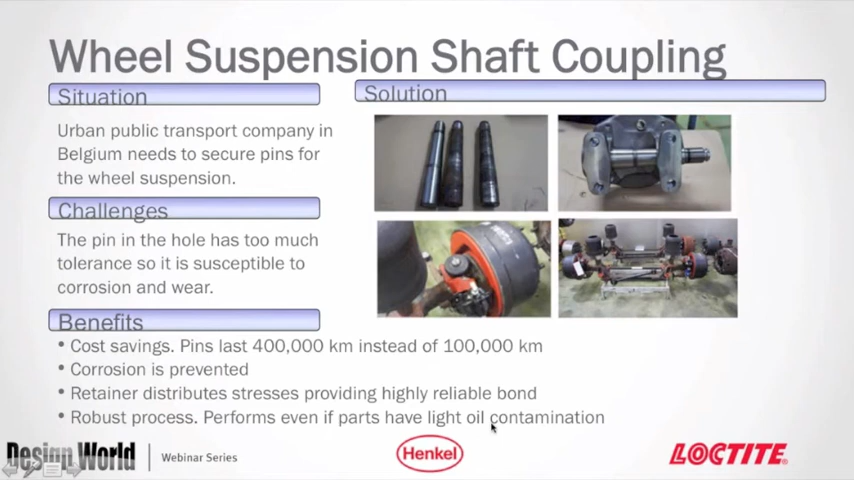 Wheel Suspension Shaft Coupling
Situation
Urban public transport company in
Belgium needs to secure pins for
the wheel suspension.
Challenges
The pin in the hole has too much
tolerance so it is susceptible to
corrosion and wear.
Solution
Benefits
• Cost savings. Pins last 400,000 km instead of 100,000 km
• Corrosion is prevented
• Retainer distributes stresses providing highly reliable bond
• Robust process. Performs even if parts have light oil contamination
Design World
Webinar Series
Henkel
LOCTITE.